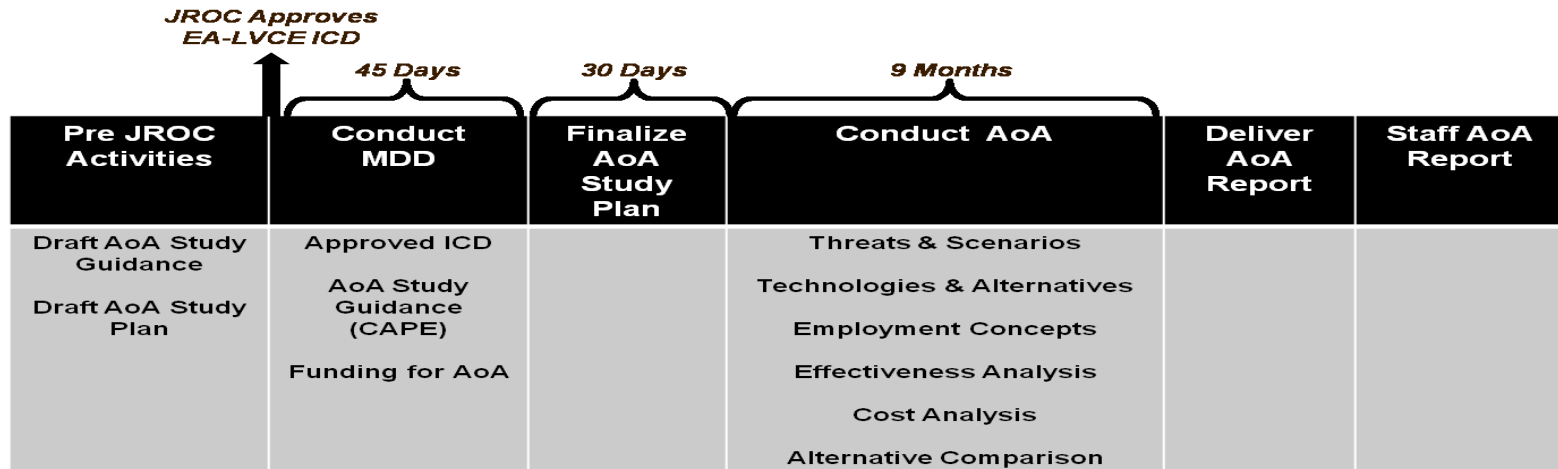 JROC Approves
EA-LVCE ICD
45 Days
30 Days
9 Months
Pre JROC
Activities
Conduct
MDD
Finalize
AoA
Study
Plan
Conduct AoA
Deliver
AoA
Report
Staff AoA
Report
Draft AoA Study
Guidance
Draft AoA Study
Plan
Approved ICD
AoA Study
Guidance
(CAPE)
Funding for AoA
Threats & Scenarios
Technologies & Alternatives
Employment Concepts
Effectiveness Analysis
Cost Analysis
Alternative Comparison